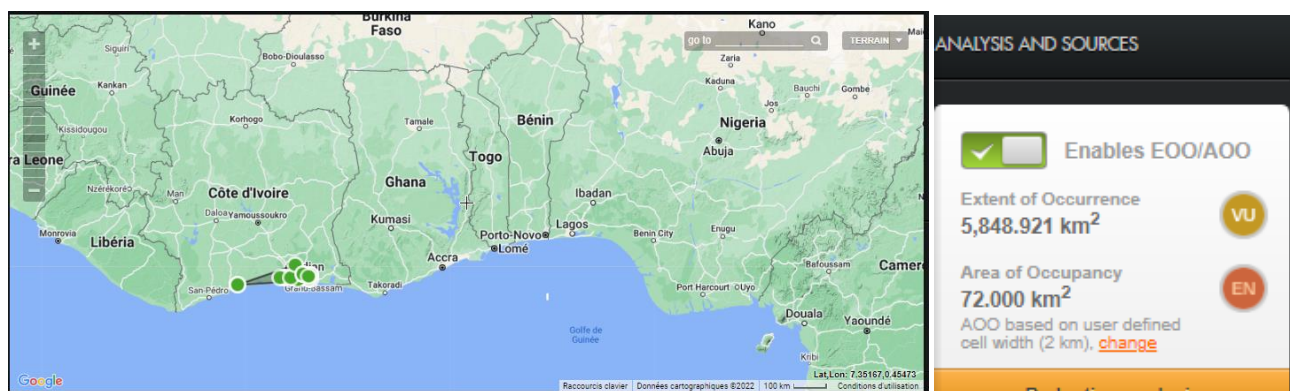 Burkina
Faso
Kano
go to
TERRAIN
Siguiri
Bobo-Dioulasso
Zaria
Guinée
Kankan
Kaduna
Bauchi
Gombe
Jos
Korhogo
Tamale
Bénin
Nigeria
Kissidougou
Abuja
Togo
Leone
Nzérékoré
Man
Côte d'Ivoire
Ghana
Ibadan
Daloa
Yamoussoukro
Kumasi
Monrovia
Porto-Novo
Lagos
Benin City
Enugu
Libéria
Lomé
Accra
Bafoussam
San-Pédro
Grand-Bassam
Takoradi
Port Harcourt
Uyo
Douala
Yaoundé
Golfe de
Guinée
Kribi
Lat,Lon: 7.35167,0.45473
Google
Raccourcis clavier
Données cartographiques ©2022
100 km
Conditions d'utilisation
ANALYSIS AND SOURCES
Enables EOO/AOO
Extent of Occurrence
5,848.921 km²
VU
Area of Occupancy
72.000 km²
EN
AOO based on user defined
cell width (2 km), change